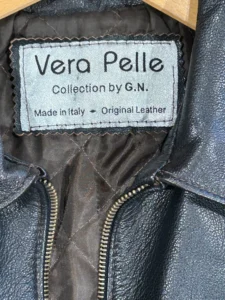 Vera Pelle
Collection by G.N.
Made in Italy - Original Leather